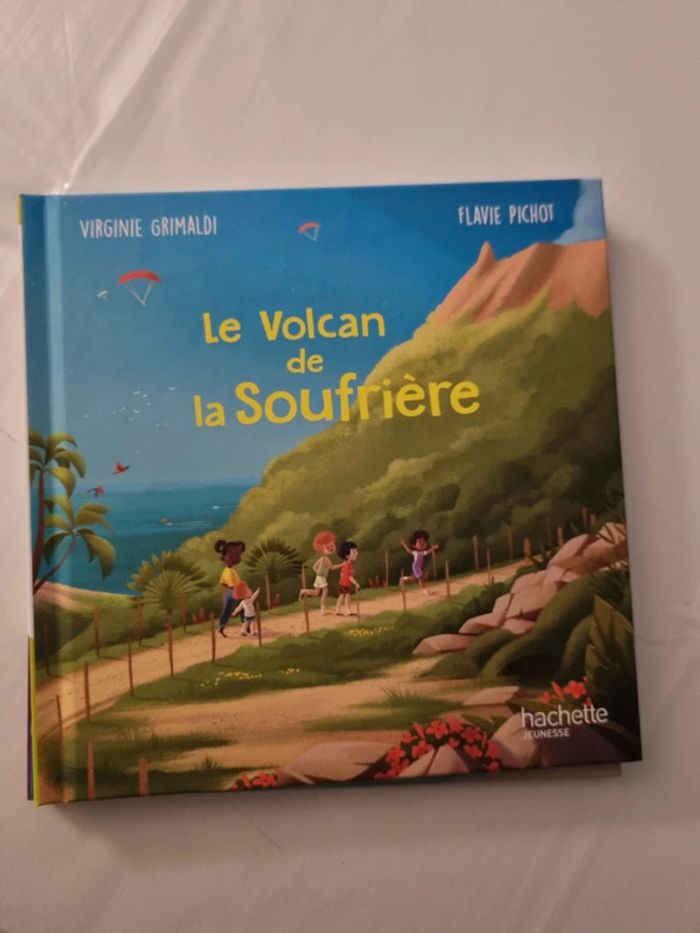 VIRGINIE GRIMALDI
FLAVIE PICHOT
Le Volcan
de
la Soufrière
hachette
JEUNESSE